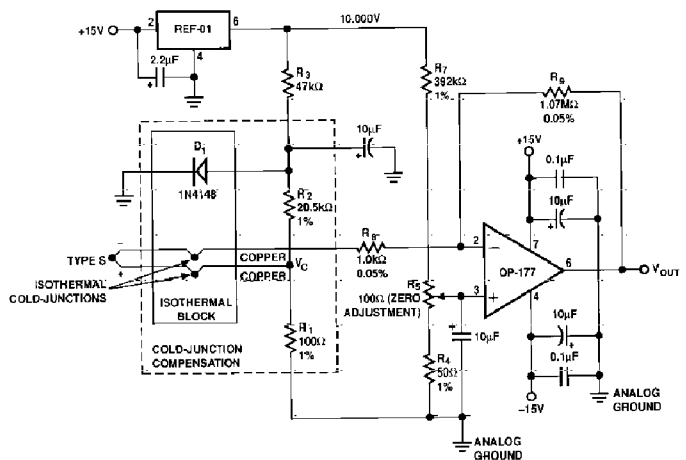 +15V
2
REF-01
6
4
2.2µF
+
10.000V
R3
47kΩ
R7
392kΩ
1%
R9
1.07MΩ
0.05%
10µF
+
D1
1N4148
R2
20.5kΩ
1%
+15V
0.1µF
10µF
+
TYPE S
−
+
COPPER
COPPER
VC
R8
1.0kΩ
0.05%
2
−
7
OP-177
6
VOUT
3
+
4
ISOTHERMAL
COLD-JUNCTIONS
ISOTHERMAL
BLOCK
R5
100Ω (ZERO
ADJUSTMENT)
R1
100Ω
1%
+
10µF
R4
50Ω
1%
10µF
+
0.1µF
−15V
COLD-JUNCTION
COMPENSATION
ANALOG
GROUND
ANALOG
GROUND